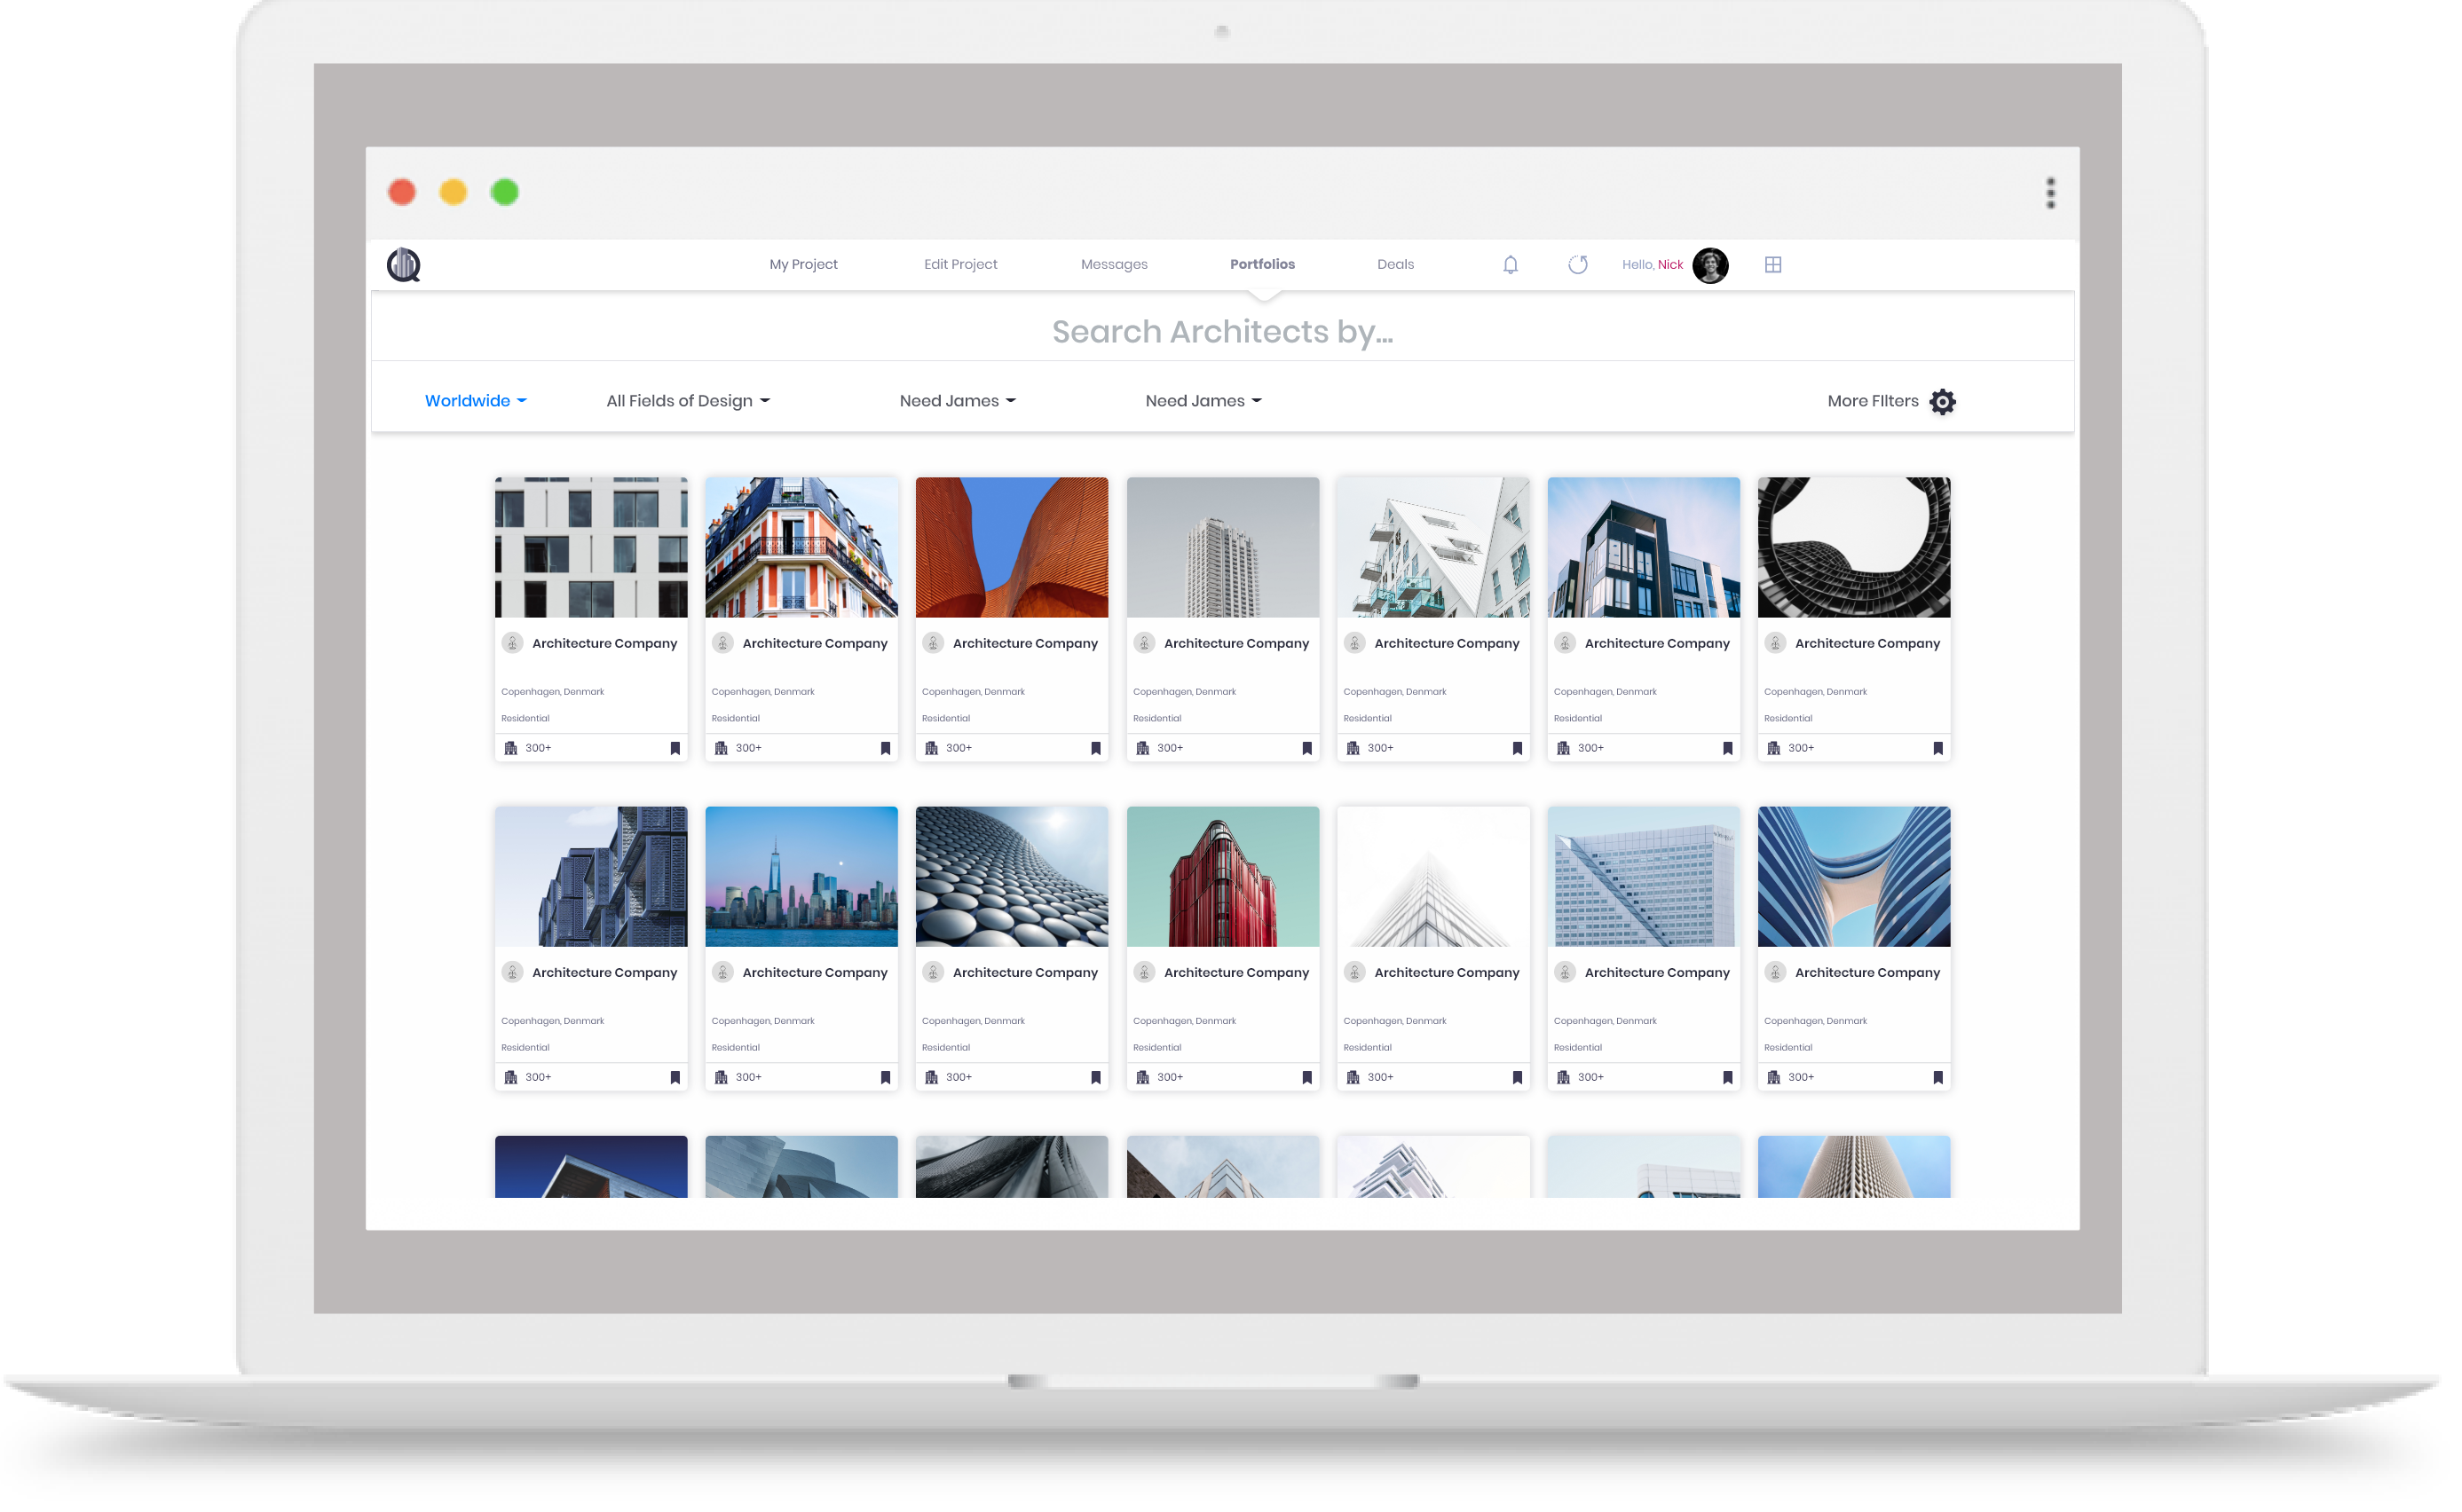 My Project Edit Project Messages Portfolios Deals Hello, Nick
Search Architects by...
Worldwide All Fields of Design Need James Need James More FIlters
Architecture Company Architecture Company Architecture Company Architecture Company Architecture Company Architecture Company Architecture Company
Copenhagen, Denmark Copenhagen, Denmark Copenhagen, Denmark Copenhagen, Denmark Copenhagen, Denmark Copenhagen, Denmark Copenhagen, Denmark
Residential Residential Residential Residential Residential Residential Residential
300+ 300+ 300+ 300+ 300+ 300+ 300+
Architecture Company Architecture Company Architecture Company Architecture Company Architecture Company Architecture Company Architecture Company
Copenhagen, Denmark Copenhagen, Denmark Copenhagen, Denmark Copenhagen, Denmark Copenhagen, Denmark Copenhagen, Denmark Copenhagen, Denmark
Residential Residential Residential Residential Residential Residential Residential
300+ 300+ 300+ 300+ 300+ 300+ 300+